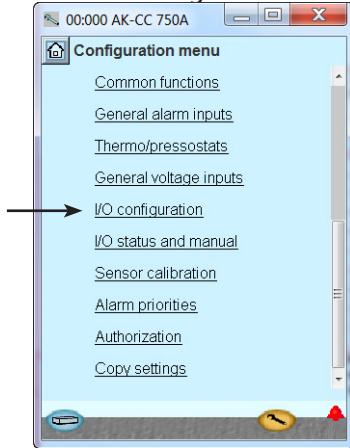 00:000 AK-CC 750A
Configuration menu
Common functions
General alarm inputs
Thermo/pressostats
General voltage inputs
I/O configuration
I/O status and manual
Sensor calibration
Alarm priorities
Authorization
Copy settings